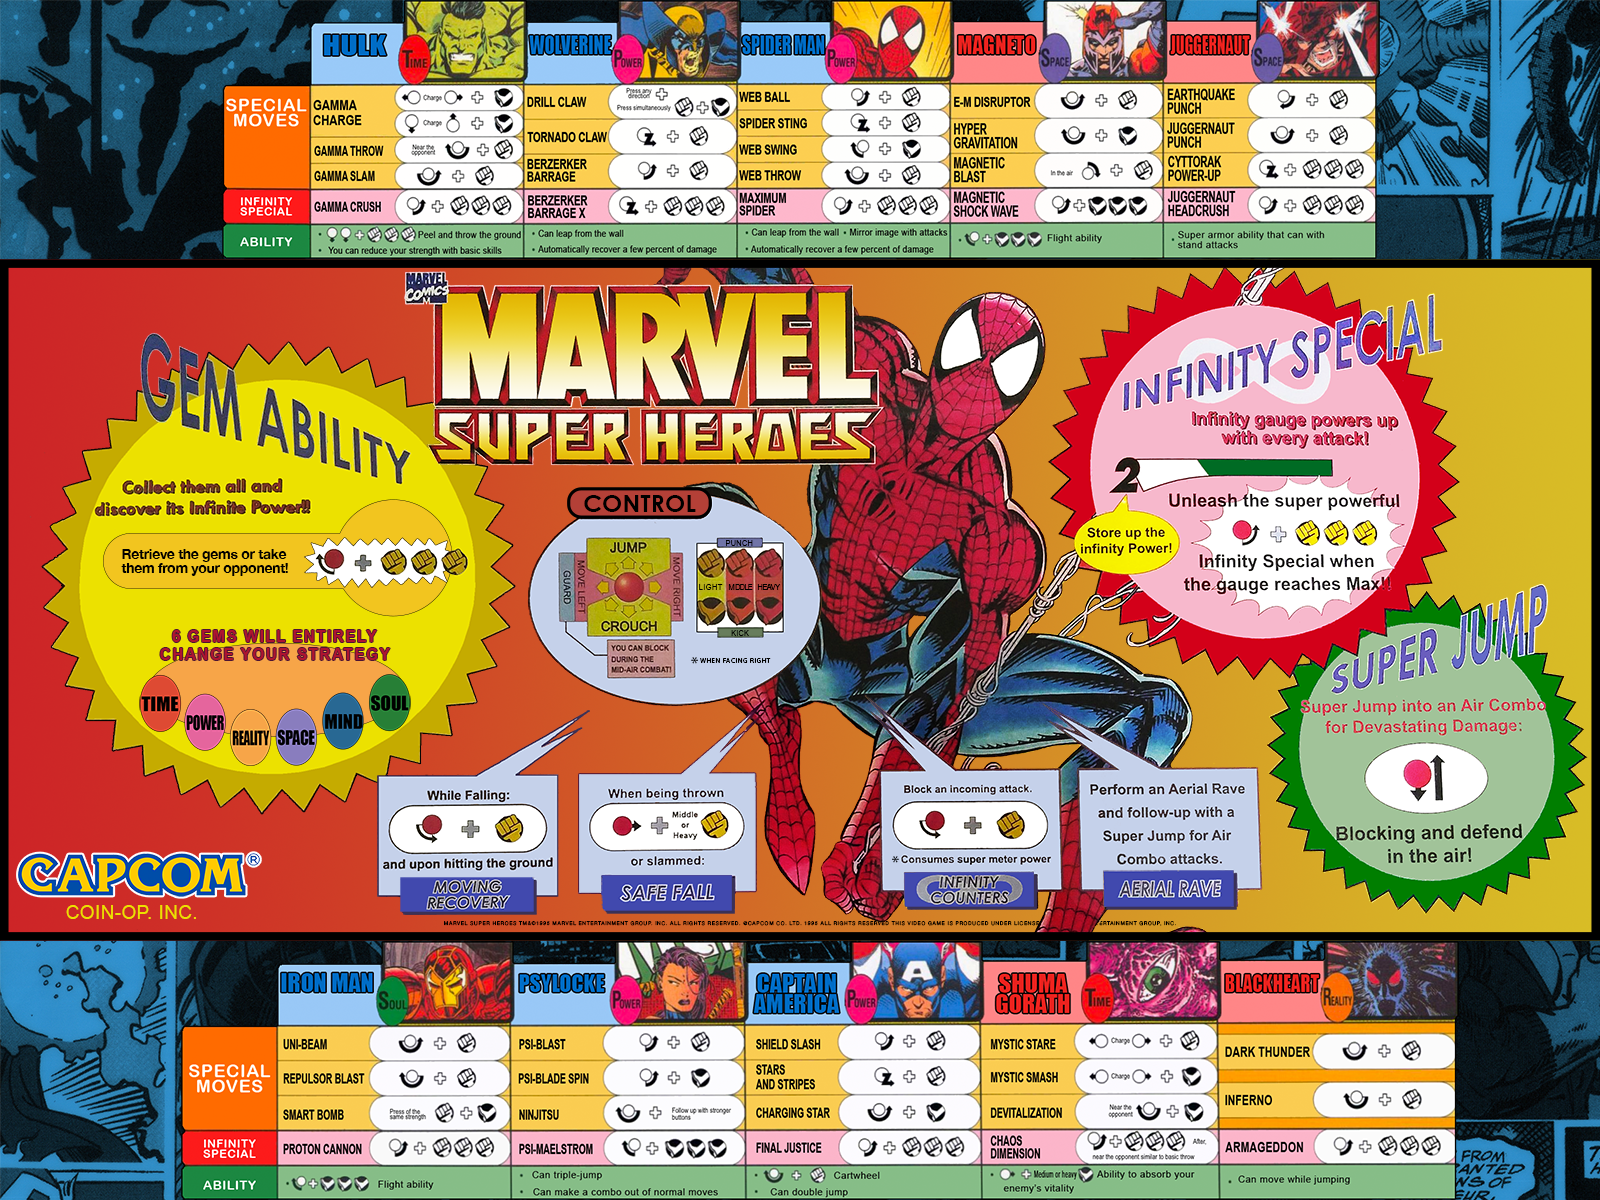 HULK
TIME
WOLVERINE
POWER
SPIDER MAN
POWER
MAGNETO
SPACE
JUGGERNAUT
SPACE
SPECIAL
MOVES
GAMMA
CHARGE
Charge
Charge
GAMMA THROW
Near the
opponent
GAMMA SLAM
DRILL CLAW
Press any
direction
Press simultaneously
TORNADO CLAW
BERZERKER
BARRAGE
WEB BALL
SPIDER STING
WEB SWING
WEB THROW
E-M DISRUPTOR
HYPER
GRAVITATION
MAGNETIC
BLAST
In the air
EARTHQUAKE
PUNCH
JUGGERNAUT
PUNCH
CYTTORAK
POWER-UP
INFINITY
SPECIAL
GAMMA CRUSH
BERZERKER
BARRAGE X
MAXIMUM
SPIDER
MAGNETIC
SHOCK WAVE
JUGGERNAUT
HEADCRUSH
ABILITY
• Peel and throw the ground
• You can reduce your strength with basic skills
• Can leap from the wall
• Automatically recover a few percent of damage
• Can leap from the wall • Mirror image with attacks
• Automatically recover a few percent of damage
• Flight ability
• Super armor ability that can with
stand attacks
MARVEL
COMICS
MARVEL
SUPER HEROES
GEM ABILITY
Collect them all and
discover its Infinite Power!!
Retrieve the gems or take
them from your opponent!
6 GEMS WILL ENTIRELY
CHANGE YOUR STRATEGY
TIME
POWER
REALITY
SPACE
MIND
SOUL
CONTROL
JUMP
GUARD
MOVE LEFT
MOVE RIGHT
CROUCH
YOU CAN BLOCK
DURING THE
MID-AIR COMBAT!
PUNCH
LIGHT
MIDDLE
HEAVY
KICK
* WHEN FACING RIGHT
INFINITY SPECIAL
Infinity gauge powers up
with every attack!
2
Unleash the super powerful
Store up the
infinity Power!
Infinity Special when
the gauge reaches Max!!
SUPER JUMP
Super Jump into an Air Combo
for Devastating Damage:
Blocking and defend
in the air!
While Falling:
and upon hitting the ground
MOVING
RECOVERY
When being thrown
Middle
or
Heavy
or slammed:
SAFE FALL
Block an incoming attack.
* Consumes super meter power
INFINITY
COUNTERS
Perform an Aerial Rave
and follow-up with a
Super Jump for Air
Combo attacks.
AERIAL RAVE
CAPCOM®
COIN-OP. INC.
MARVEL SUPER HEROES TM&©1995 MARVEL ENTERTAINMENT GROUP. INC. ALL RIGHTS RESERVED. ©CAPCOM CO. LTD. 1995 ALL RIGHTS RESERVED THIS VIDEO GAME IS PRODUCED UNDER LICENSE ERTAINMENT GROUP, INC.
IRON MAN
SOUL
PSYLOCKE
POWER
CAPTAIN
AMERICA
POWER
SHUMA
GORATH
TIME
BLACKHEART
REALITY
SPECIAL
MOVES
UNI-BEAM
REPULSOR BLAST
SMART BOMB
Press of the
same strength
PSI-BLAST
PSI-BLADE SPIN
NINJITSU
Follow up with stronger
buttons
SHIELD SLASH
STARS
AND STRIPES
CHARGING STAR
MYSTIC STARE
Charge
MYSTIC SMASH
Charge
DEVITALIZATION
Near the
opponent
DARK THUNDER
INFERNO
INFINITY
SPECIAL
PROTON CANNON
PSI-MAELSTROM
FINAL JUSTICE
CHAOS
DIMENSION
After,
near the opponent similar to basic throw
ARMAGEDDON
ABILITY
• Flight ability
• Can triple-jump
• Can make a combo out of normal moves
• Cartwheel
• Can double jump
• Medium or heavy Ability to absorb your
enemy's vitality
• Can move while jumping
FROM